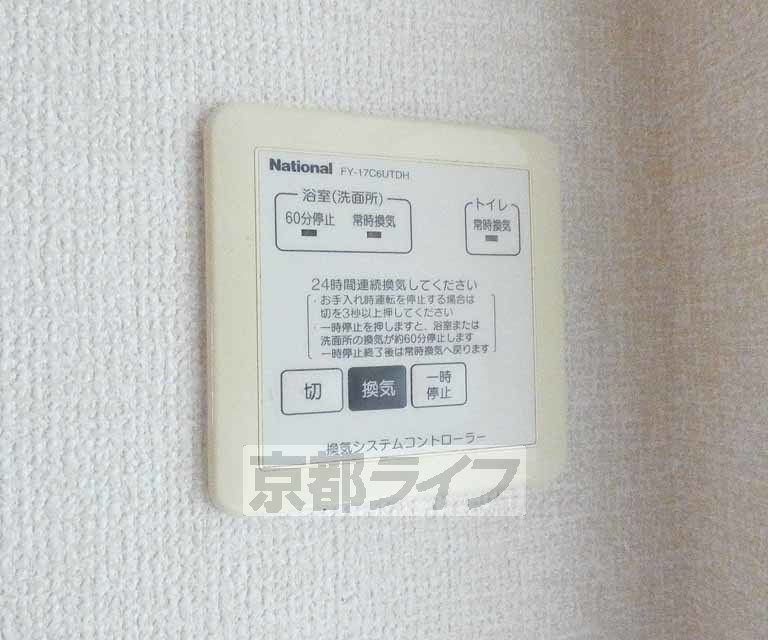 National FY-17C6UTDH
浴室(洗面所)
60分停止 常時換気
トイレ
常時換気
24時間連続換気してください
・お手入れ時運転を停止する場合は
切を3秒以上押してください
・一時停止を押しますと、浴室または
洗面所の換気が約60分停止します
一時停止終了後は常時換気へ戻ります
切
換気
一時
停止
換気システムコントローラー
京都ライフ